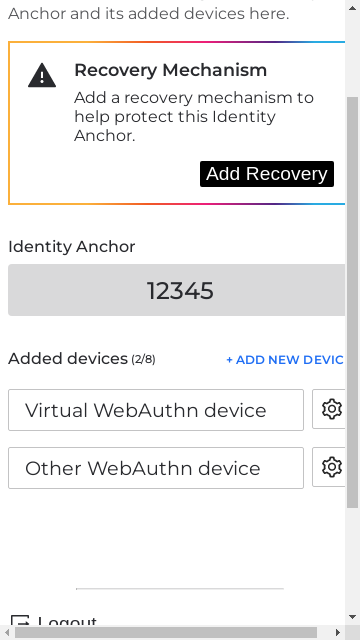 Anchor and its added devices here.
Recovery Mechanism
Add a recovery mechanism to
help protect this Identity
Anchor.
Add Recovery
Identity Anchor
12345
Added devices (2/8)
+ ADD NEW DEVIC
Virtual WebAuthn device
Other WebAuthn device
Logout